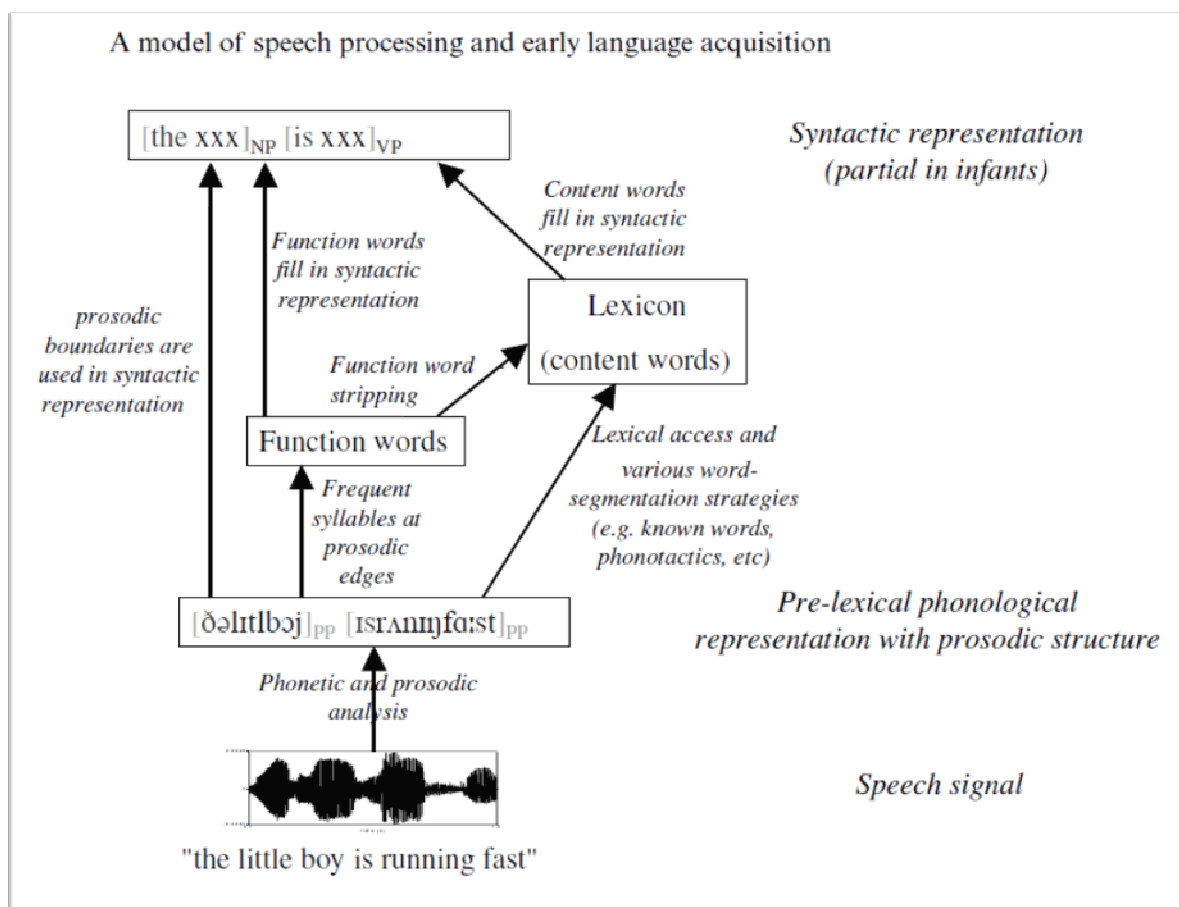 A model of speech processing and early language acquisition
[the xxx]NP [is xxx]VP
Syntactic representation
(partial in infants)
Content words
fill in syntactic
representation
Function words
fill in syntactic
representation
Lexicon
(content words)
prosodic
boundaries are
used in syntactic
representation
Function word
stripping
Function words
Lexical access and
various word-
segmentation strategies
(e.g. known words,
phonotactics, etc)
Frequent
syllables at
prosodic
edges
[ðəlɪtlbɔj]pp [ɪsrʌnɪŋfɑːst]pp
Pre-lexical phonological
representation with prosodic structure
Phonetic and prosodic
analysis
Speech signal
"the little boy is running fast"